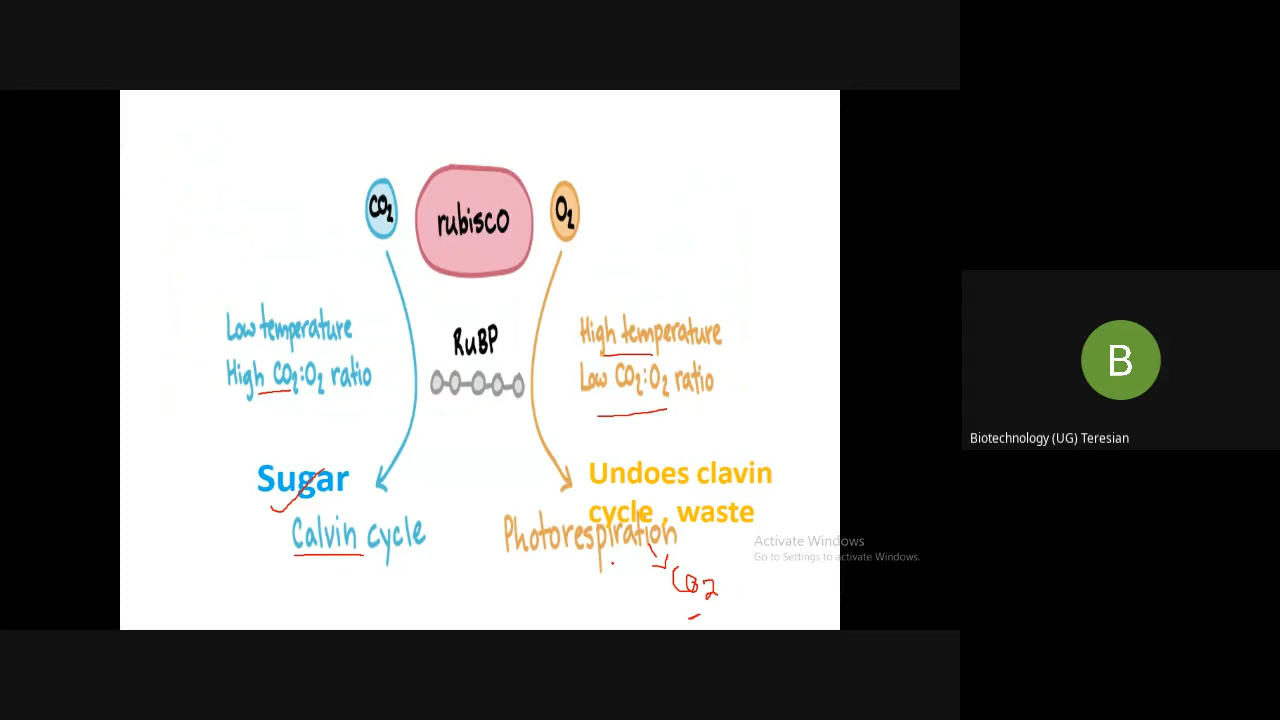 CO2
rubisco
O2
Low temperature
High CO2:O2 ratio
RuBP
High temperature
Low CO2:O2 ratio
Sugar
Calvin cycle
Undoes clavin
cycle , waste
Photorespiration
CO2
Activate Windows
Go to Settings to activate Windows.
B
Biotechnology (UG) Teresian